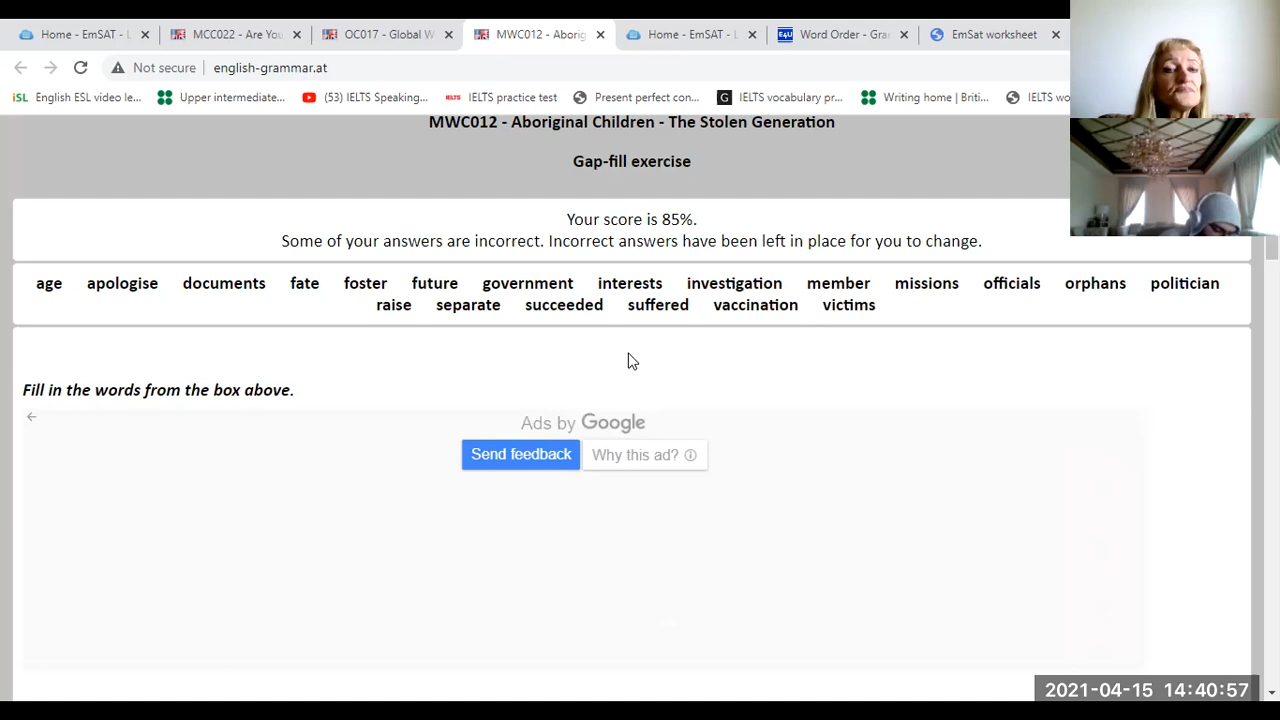 Home - EmSAT - L
MCC022 - Are You
OC017 - Global W
MWC012 - Aborig
Home - EmSAT - L
Word Order - Gra
EmSat worksheet
Not secure
english-grammar.at
iSL English ESL video le...
Upper intermediate...
(53) IELTS Speaking...
IELTS IELTS practice test
Present perfect con...
G IELTS vocabulary pr...
Writing home | Briti...
IELTS wo
MWC012 - Aboriginal Children - The Stolen Generation
Gap-fill exercise
Your score is 85%.
Some of your answers are incorrect. Incorrect answers have been left in place for you to change.
age apologise documents fate foster future government interests investigation member missions officials orphans politician
raise separate succeeded suffered vaccination victims
Fill in the words from the box above.
Ads by Google
Send feedback
Why this ad?
2021-04-15 14:40:57